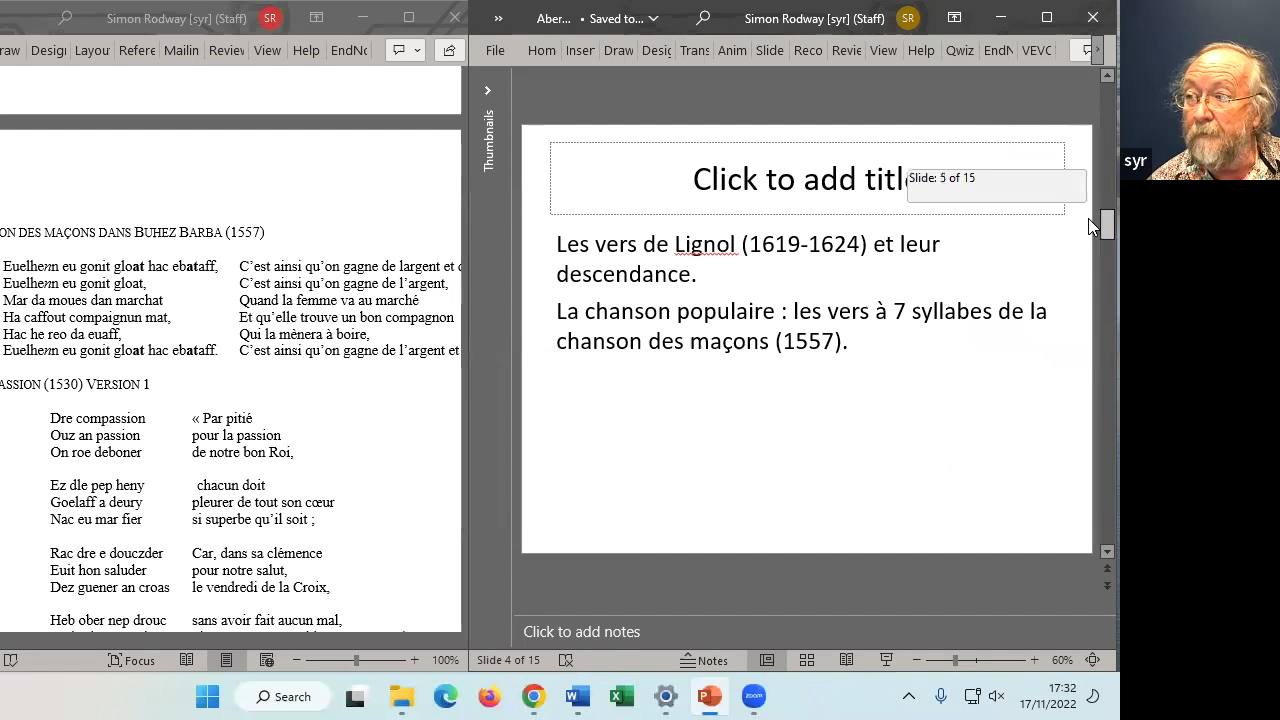 Simon Rodway [syr] (Staff) SR
raw Design Layou Refere Mailin Review View Help EndNo
ON DES MAÇONS DANS BUHEZ BARBA (1557)
Euelhenn eu gonit gloat hac ebataff, C'est ainsi qu'on gagne de largent et d
Euelhenn eu gonit gloat, C'est ainsi qu'on gagne de l'argent,
Mar da moues dan marchat Quand la femme va au marché
Ha caffout compaignun mat, Et qu'elle trouve un bon compagnon
Hac he reo da euaff, Qui la mènera à boire,
Euelhenn eu gonit gloat hac ebataff. C'est ainsi qu'on gagne de l'argent et
ASSION (1530) VERSION 1
Dre compassion « Par pitié
Ouz an passion pour la passion
On roe deboner de notre bon Roi,
Ez dle pep heny chacun doit
Goelaff a deury pleurer de tout son cœur
Nac eu mar fier si superbe qu'il soit ;
Rac dre e douczder Car, dans sa clémence
Euit hon saluder pour notre salut,
Dez guener an croas le vendredi de la Croix,
Heb ober nep drouc sans avoir fait aucun mal,
Focus 100%
Aber... • Saved to... Simon Rodway [syr] (Staff) SR
File Hom Inser Draw Desig Trans Anim Slide Reco Revie View Help Qwiz EndN VEVC
Thumbnails
Click to add title
Slide: 5 of 15
Les vers de Lignol (1619-1624) et leur
descendance.
La chanson populaire : les vers à 7 syllabes de la
chanson des maçons (1557).
Click to add notes
Slide 4 of 15 Notes 60%
syr
Search
zoom
17:32
17/11/2022